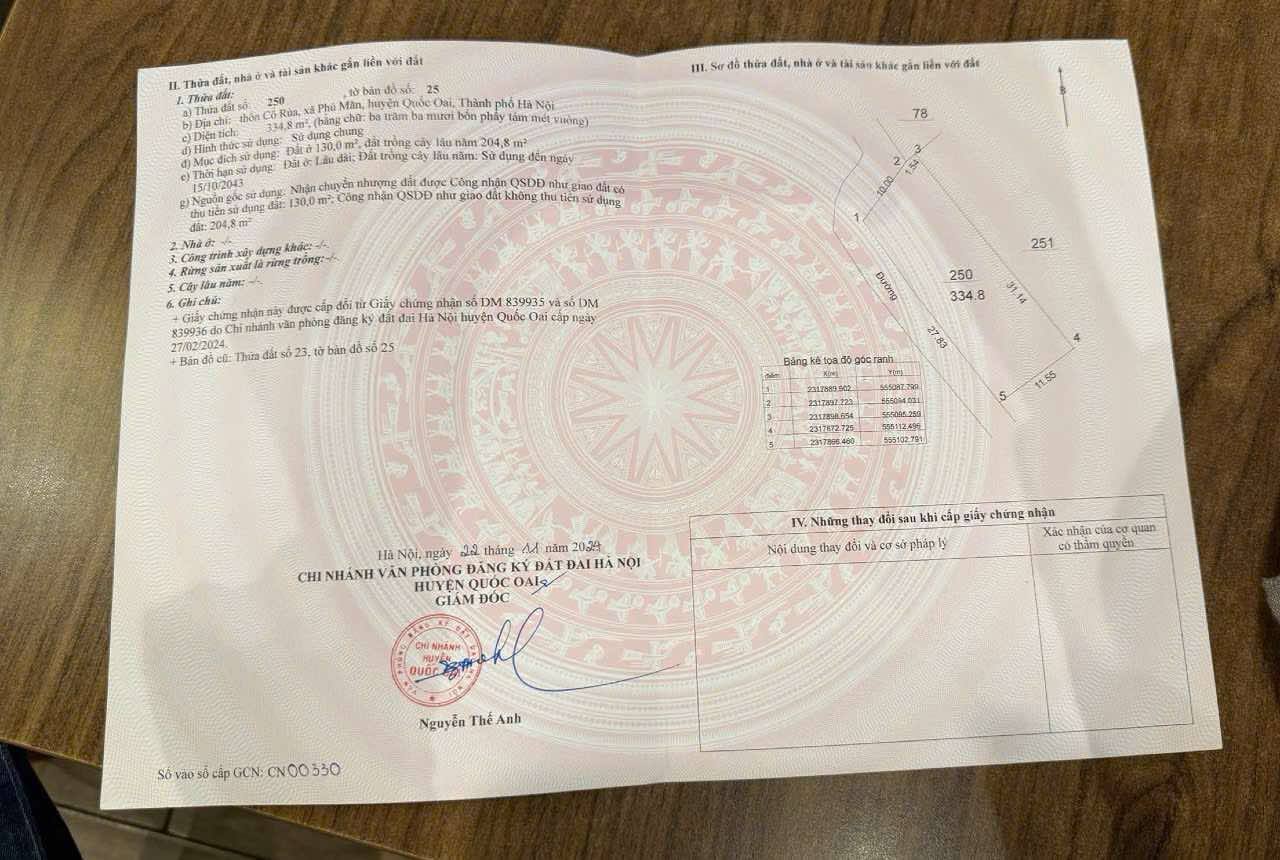 II. Thửa đất, nhà ở và tài sản khác gắn liền với đất
1. Thửa đất:
a) Thửa đất số: 250 , tờ bản đồ số: 25
b) Địa chỉ: thôn Cổ Rùa, xã Phú Mãn, huyện Quốc Oai, Thành phố Hà Nội
c) Diện tích: 334,8 m², (bằng chữ: ba trăm ba mươi bốn phẩy tám mét vuông)
d) Hình thức sử dụng: Sử dụng chung
đ) Mục đích sử dụng: Đất ở 130,0 m², đất trồng cây lâu năm 204,8 m²
e) Thời hạn sử dụng: Đất ở: Lâu dài; Đất trồng cây lâu năm: Sử dụng đến ngày
15/10/2043
g) Nguồn gốc sử dụng: Nhận chuyển nhượng đất được Công nhận QSDĐ như giao đất có
thu tiền sử dụng đất: 130,0 m²; Công nhận QSDĐ như giao đất không thu tiền sử dụng
đất: 204,8 m²
2. Nhà ở: -/-.
3. Công trình xây dựng khác: -/-.
4. Rừng sản xuất là rừng trồng:-/-.
5. Cây lâu năm: -/-.
6. Ghi chú:
+ Giấy chứng nhận này được cấp đổi từ Giấy chứng nhận số DM 839935 và số DM
839936 do Chi nhánh văn phòng đăng ký đất đai Hà Nội huyện Quốc Oai cấp ngày
27/02/2024.
+ Bản đồ cũ: Thửa đất số 23, tờ bản đồ số 25
Hà Nội, ngày 22 tháng 11 năm 2024
CHI NHÁNH VĂN PHÒNG ĐĂNG KÝ ĐẤT ĐAI HÀ NỘI
HUYỆN QUỐC OAI
GIÁM ĐỐC
CHI NHÁNH
HUYỆN
QUỐC
Nguyễn Thế Anh
Số vào sổ cấp GCN: CN 00330
III. Sơ đồ thửa đất, nhà ở và tài sản khác gắn liền với đất
B
78
3
2
1.54
10.00
1
251
250
334.8
31.14
Đường
27.83
4
11.55
5
Bảng kê tọa độ góc ranh
điểm X(m) Y(m)
1 2317889.902 555087.799
2 2317897.723 555094.031
3 2317898.654 555095.259
4 2317872.725 555112.496
5 2317866.460 555102.791
IV. Những thay đổi sau khi cấp giấy chứng nhận
Nội dung thay đổi và cơ sở pháp lý
Xác nhận của cơ quan
có thẩm quyền